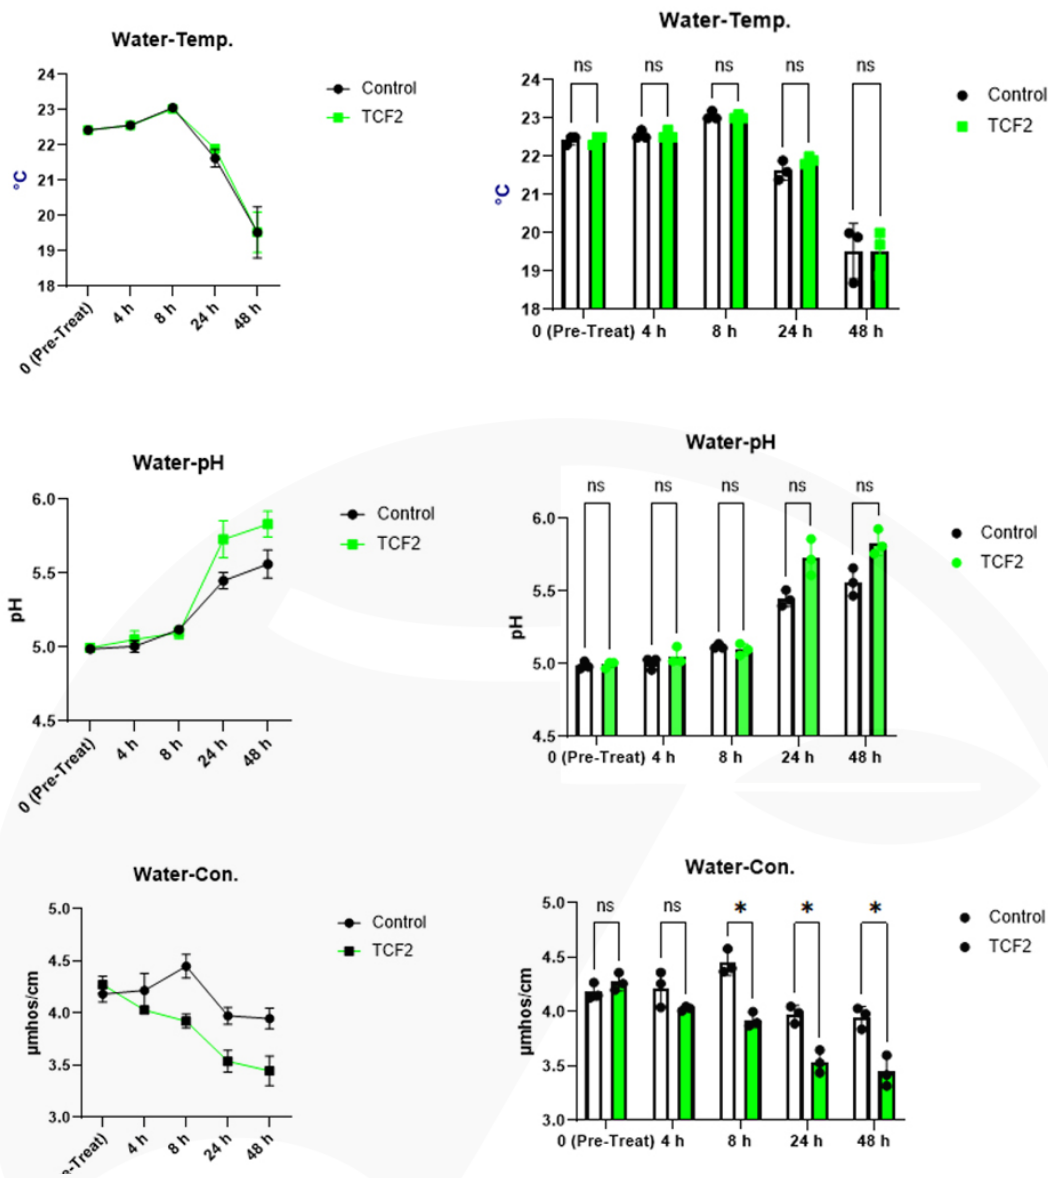 Water-Temp.
24
23
22
21
20
19
18
°C
0 (Pre-Treat)
4 h
8 h
24 h
48 h
Control
TCF2
Water-Temp.
ns
ns
ns
ns
ns
24
23
22
21
20
19
18
°C
0 (Pre-Treat) 4 h 8 h 24 h 48 h
Control
TCF2
Water-pH
6.0
5.5
5.0
4.5
pH
0 (Pre-Treat)
4 h
8 h
24 h
48 h
Control
TCF2
Water-pH
ns
ns
ns
ns
ns
6.0
5.5
5.0
4.5
pH
0 (Pre-Treat) 4 h 8 h 24 h 48 h
Control
TCF2
Water-Con.
5.0
4.5
4.0
3.5
3.0
µmhos/cm
e-Treat)
4 h
8 h
24 h
48 h
Control
TCF2
Water-Con.
ns
ns
*
*
*
5.0
4.5
4.0
3.5
3.0
µmhos/cm
0 (Pre-Treat) 4 h 8 h 24 h 48 h
Control
TCF2